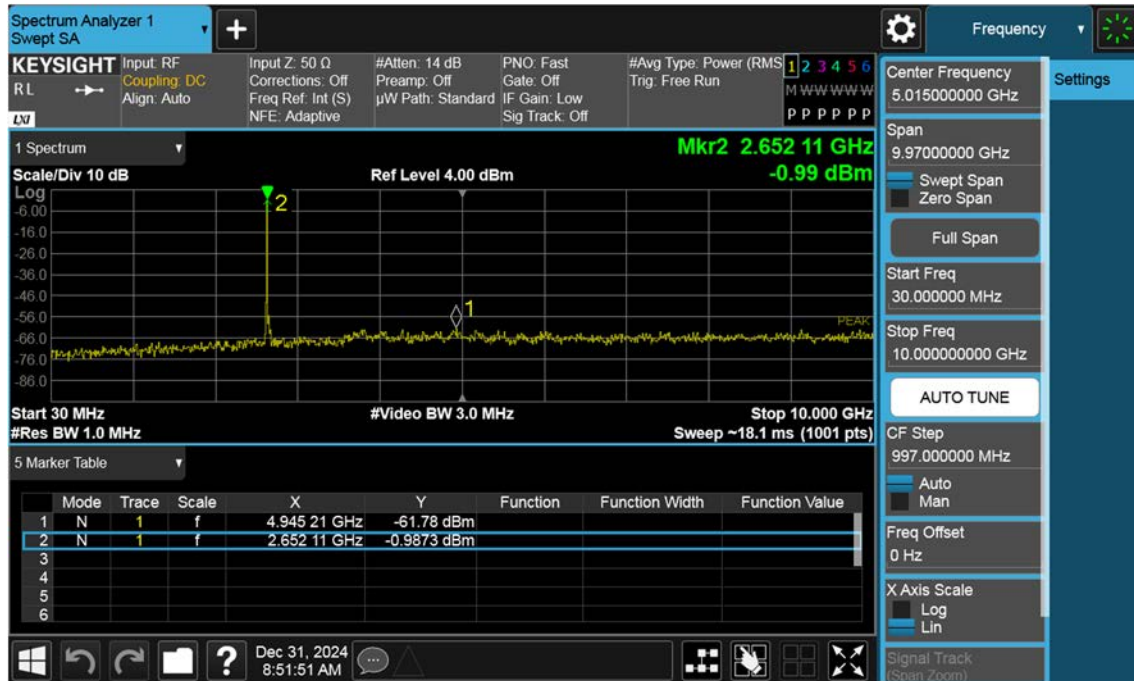 Spectrum Analyzer 1
Swept SA
Frequency
KEYSIGHT
RL
LXI
Input: RF
Coupling: DC
Align: Auto
Input Z: 50 Ω
Corrections: Off
Freq Ref: Int (S)
NFE: Adaptive
#Atten: 14 dB
Preamp: Off
µW Path: Standard
PNO: Fast
Gate: Off
IF Gain: Low
Sig Track: Off
#Avg Type: Power (RMS
Trig: Free Run
1 2 3 4 5 6
M W W W W W
P P P P P P
1 Spectrum
Mkr2 2.652 11 GHz
-0.99 dBm
Scale/Div 10 dB
Ref Level 4.00 dBm
Log
-6.00
-16.0
-26.0
-36.0
-46.0
-56.0
-66.0
-76.0
-86.0
2
1
PEAK
Start 30 MHz
#Video BW 3.0 MHz
Stop 10.000 GHz
#Res BW 1.0 MHz
Sweep ~18.1 ms (1001 pts)
5 Marker Table
Mode Trace Scale X Y Function Function Width Function Value
1 N 1 f 4.945 21 GHz -61.78 dBm
2 N 1 f 2.652 11 GHz -0.9873 dBm
3
4
5
6
Dec 31, 2024
8:51:51 AM
Center Frequency
5.015000000 GHz
Span
9.97000000 GHz
Swept Span
Zero Span
Full Span
Start Freq
30.000000 MHz
Stop Freq
10.000000000 GHz
AUTO TUNE
CF Step
997.000000 MHz
Auto
Man
Freq Offset
0 Hz
X Axis Scale
Log
Lin
Signal Track
(Span Zoom)
Settings